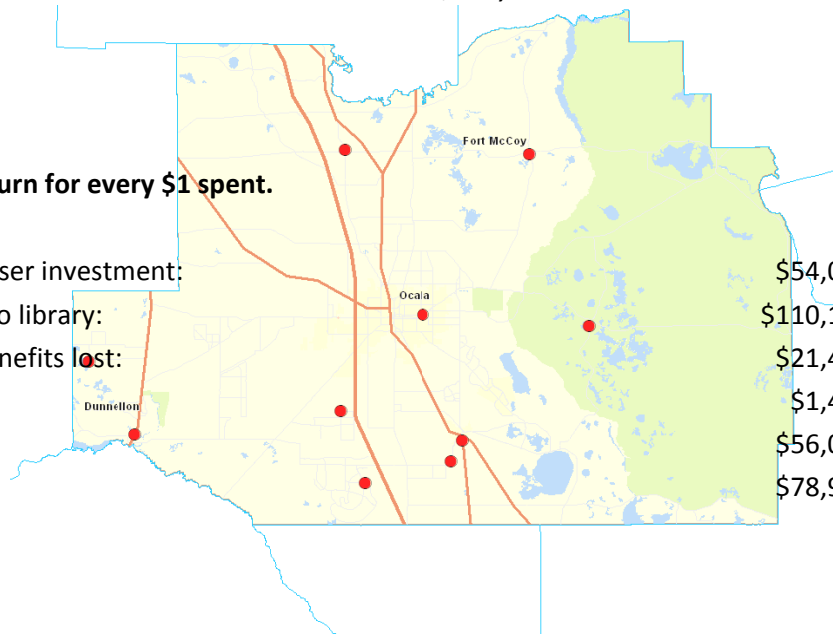 Fort McCoy
urn for every $1 spent.
ser investment: $54,0
Ocala
o library: $110,1
nefits lost: $21,4
$1,4
Dunnellon
$56,0
$78,9